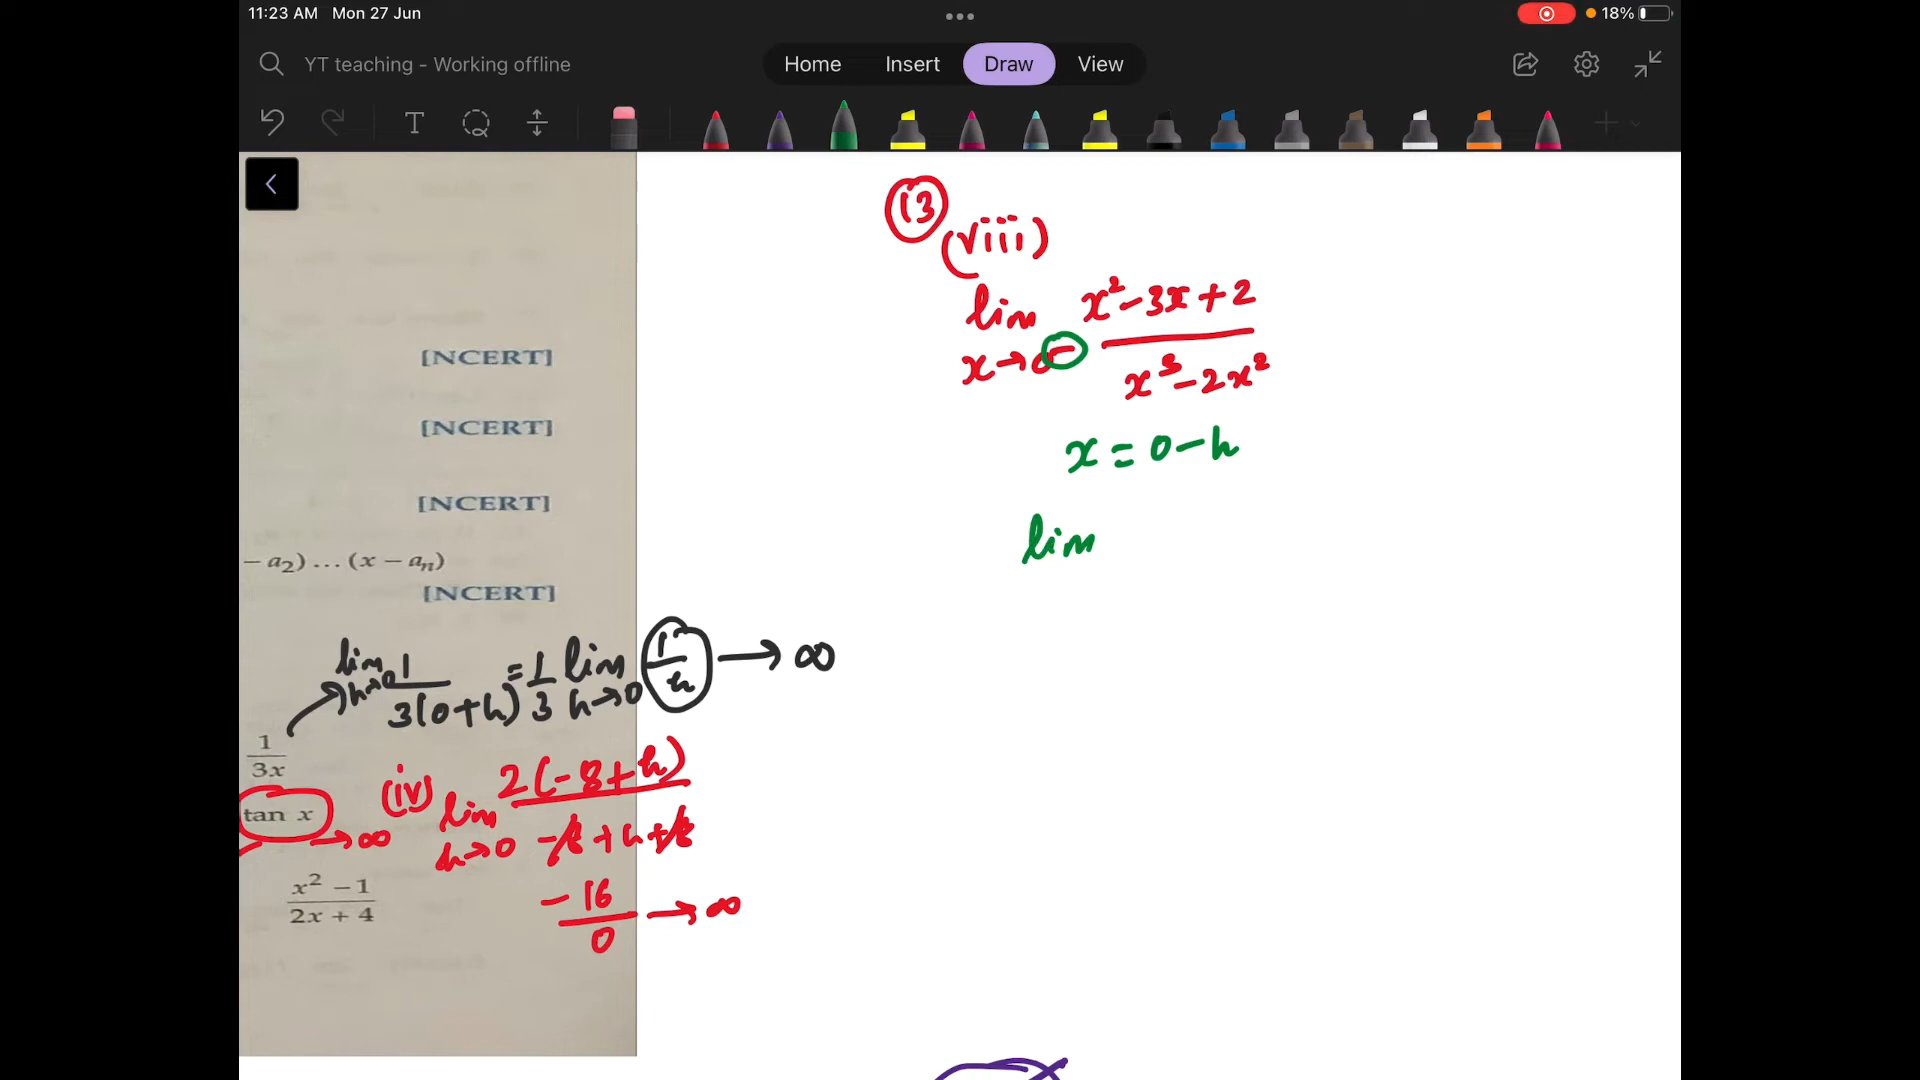 11:23 AM Mon 27 Jun
18%
YT teaching - Working offline
Home Insert Draw View
T
(13)
(viii)
lim x→0⁻ (x² - 3x + 2)/(x³ - 2x²)
x = 0 - h
lim
[NCERT]
[NCERT]
[NCERT]
- a₂) ... (x - aₙ)
[NCERT]
lim h→0 1/3(0+h) = 1/3 lim h→0 1/h → ∞
1/3x
tan x → ∞
(iv) lim h→0 2(-8+h)/-8+h+8
x² - 1/2x + 4
-16/0 → ∞